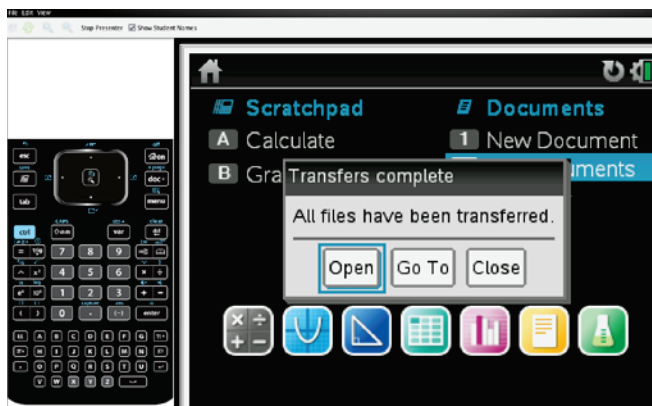 File Edit View
Stop Presenter Show Student Names
Scratchpad
Documents
A Calculate
1 New Document
B Gra
uments
Transfers complete
All files have been transferred.
Open Go To Close
esc
on
doc
tab
menu
ctrl
var
7 8 9
4 5 6
1 2 3
0 . (-) enter
A B C D E F G
H I J K L M N
O P Q R S T U
V W X Y Z